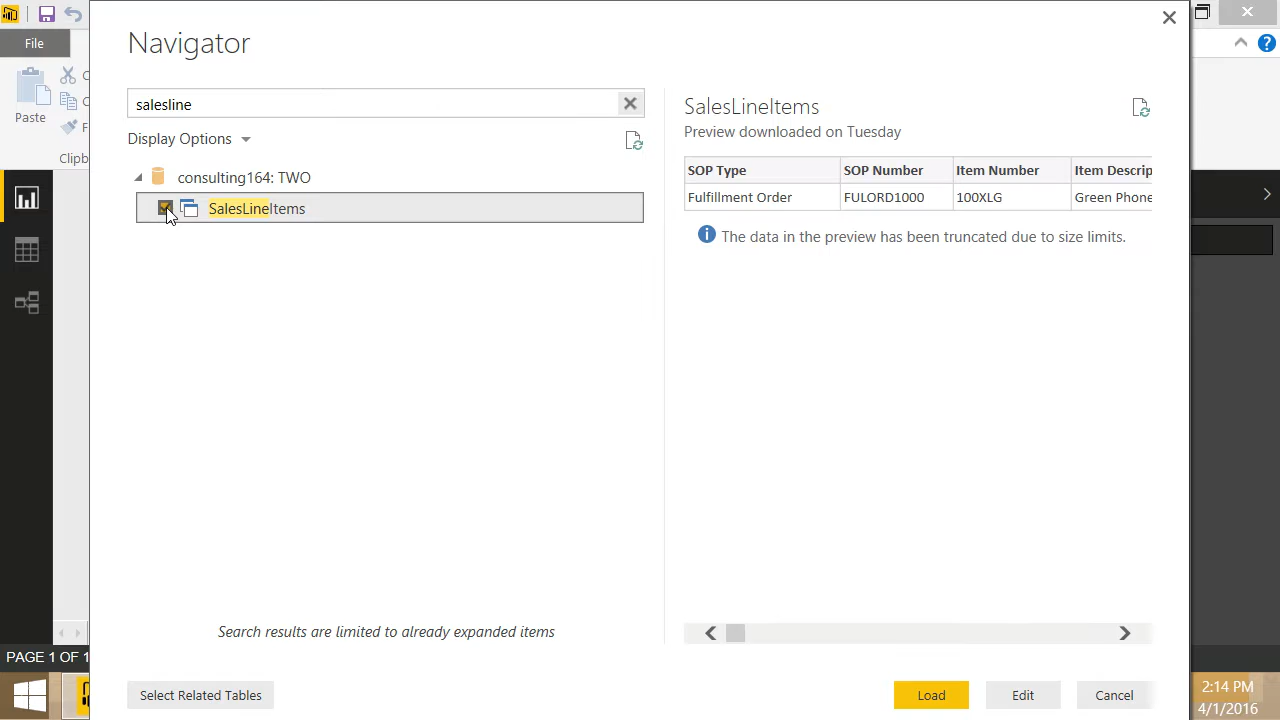 File
Paste
C
C
F
Clipb
Navigator
salesline
Display Options
consulting164: TWO
SalesLineItems
Search results are limited to already expanded items
Select Related Tables
SalesLineItems
Preview downloaded on Tuesday
SOP Type SOP Number Item Number Item Descrip
Fulfillment Order FULORD1000 100XLG Green Phone
The data in the preview has been truncated due to size limits.
Load Edit Cancel
PAGE 1 OF 1
2:14 PM
4/1/2016